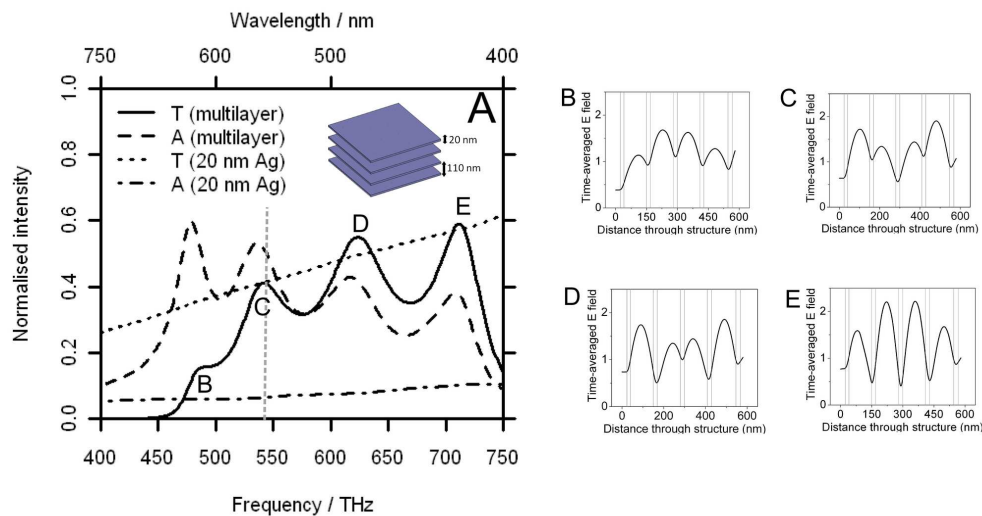 Wavelength / nm
750 600 500 400
A
T (multilayer)
A (multilayer)
T (20 nm Ag)
A (20 nm Ag)
20 nm
110 nm
B
C
D
E
Normalised intensity
1.0
0.8
0.6
0.4
0.2
0.0
400 450 500 550 600 650 700 750
Frequency / THz
B
Time-averaged E field
2
1
0
0 150 300 450 600
Distance through structure (nm)
C
Time-averaged E field
2
1
0
0 200 400 600
Distance through structure (nm)
D
Time-averaged E field
2
1
0
0 150 300 450 600
Distance through structure (nm)
E
Time-averaged E field
2
1
0
0 150 300 450 600
Distance through structure (nm)